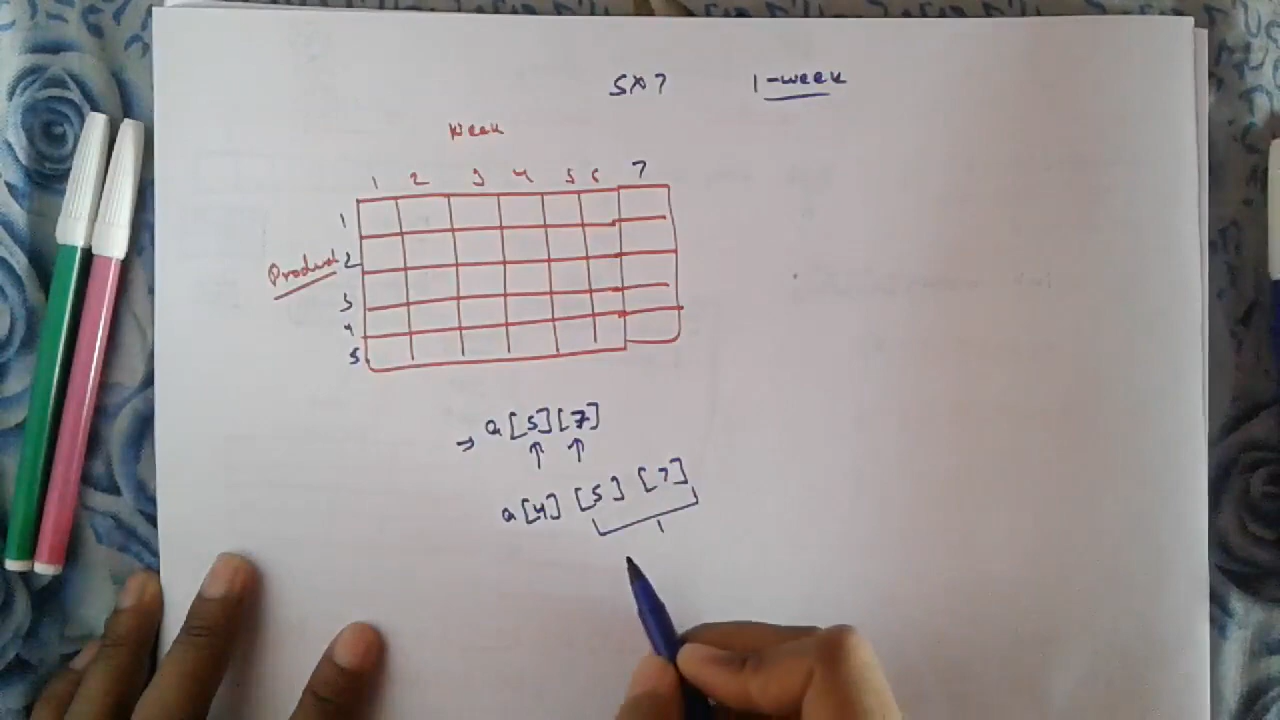 5×7 1-week
Week
1 2 3 4 5 6 7
1
Product 2
3
4
5
→ a[5][7]
↑ ↑
a[4] [5] [7]
1